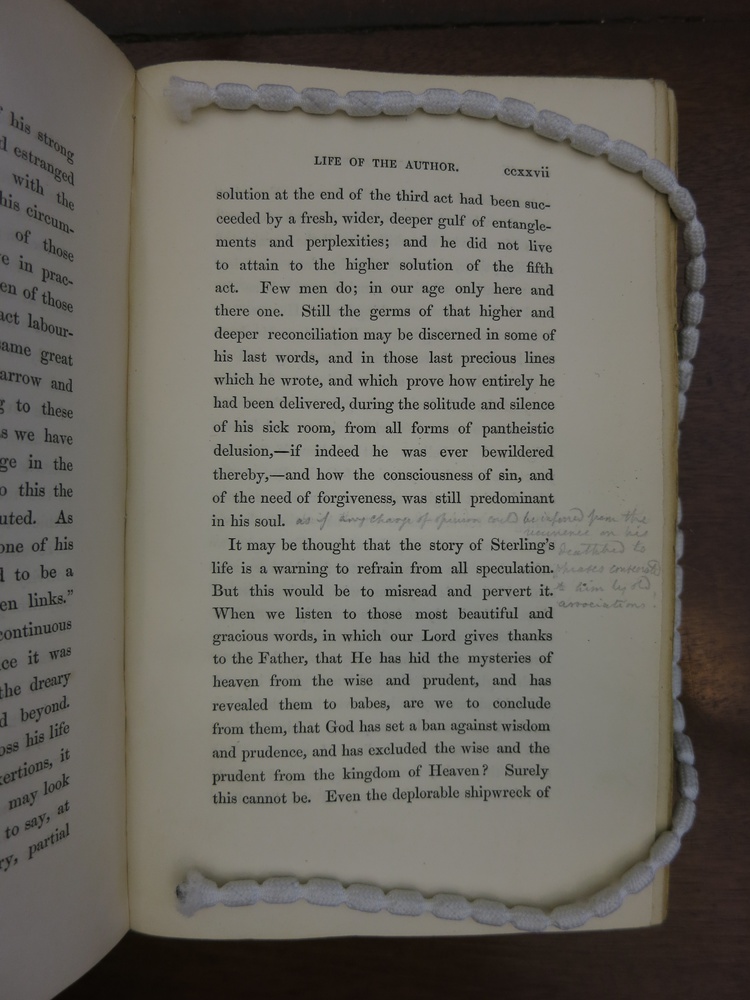 his strong
estranged
with the
his circum-
of those
e in prac-
en of those
act labour-
same great
arrow and
g to these
s we have
ge in the
o this the
uted. As
one of his
d to be a
en links."
continuous
ce it was
the dreary
d beyond.
oss his life
xertions, it
may look
to say, at
ry, partial
LIFE OF THE AUTHOR. ccxxvii
solution at the end of the third act had been suc-
ceeded by a fresh, wider, deeper gulf of entangle-
ments and perplexities; and he did not live
to attain to the higher solution of the fifth
act. Few men do; in our age only here and
there one. Still the germs of that higher and
deeper reconciliation may be discerned in some of
his last words, and in those last precious lines
which he wrote, and which prove how entirely he
had been delivered, during the solitude and silence
of his sick room, from all forms of pantheistic
delusion,—if indeed he was ever bewildered
thereby,—and how the consciousness of sin, and
of the need of forgiveness, was still predominant
in his soul. as if any change of opinion could be inferred from the
recurrence on his
deathbed to
phrases consecrated
to him by old
associations.
It may be thought that the story of Sterling's
life is a warning to refrain from all speculation.
But this would be to misread and pervert it.
When we listen to those most beautiful and
gracious words, in which our Lord gives thanks
to the Father, that He has hid the mysteries of
heaven from the wise and prudent, and has
revealed them to babes, are we to conclude
from them, that God has set a ban against wisdom
and prudence, and has excluded the wise and the
prudent from the kingdom of Heaven? Surely
this cannot be. Even the deplorable shipwreck of